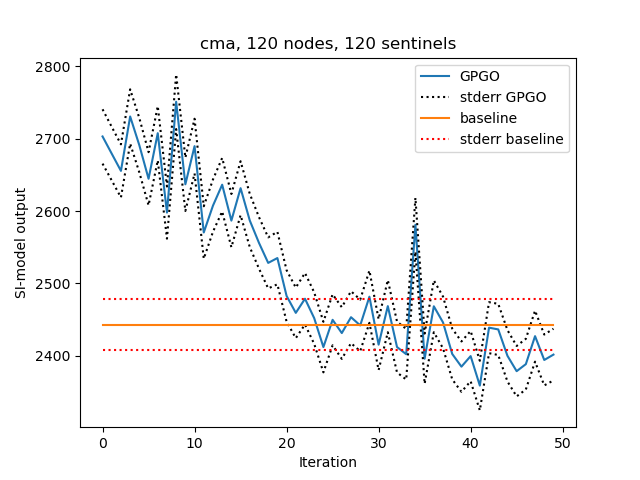 cma, 120 nodes, 120 sentinels
2800
2700
2600
2500
2400
SI-model output
GPGO
stderr GPGO
baseline
stderr baseline
0 10 20 30 40 50
Iteration